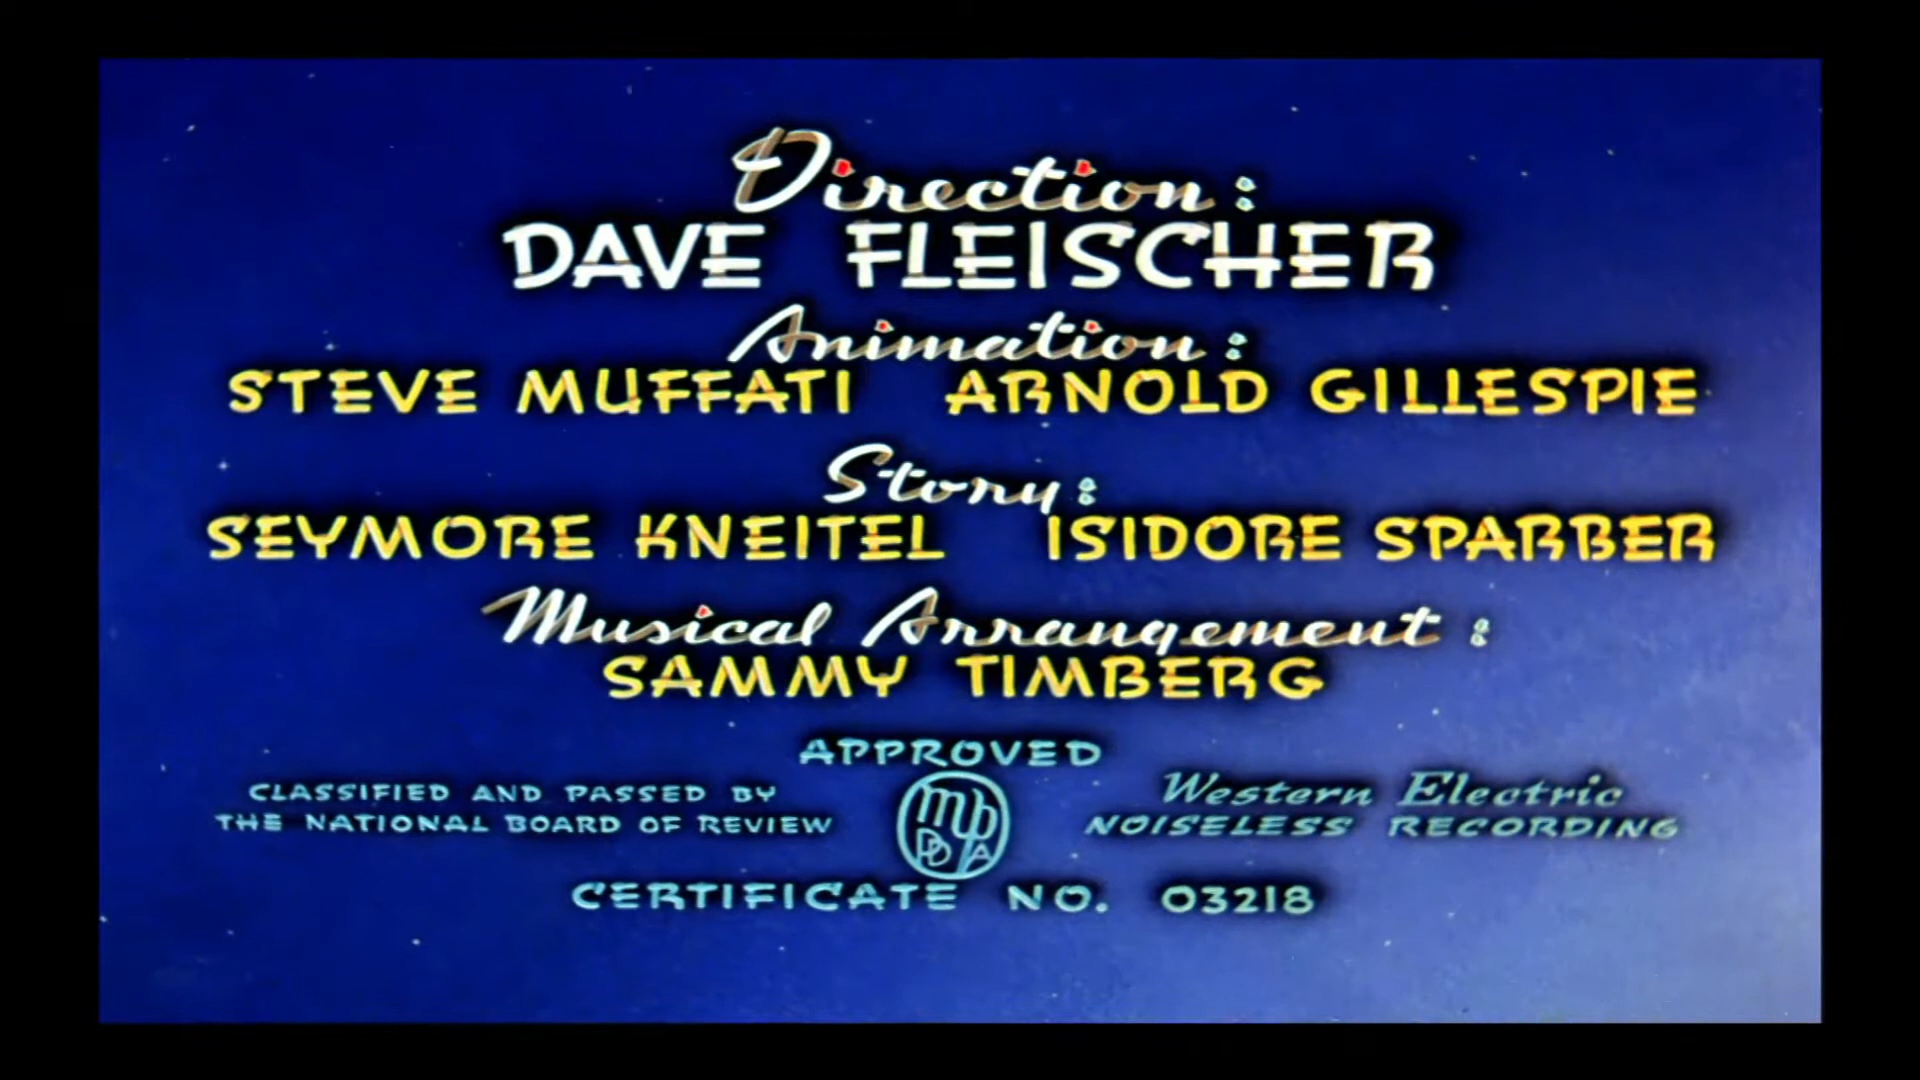 Direction:
DAVE FLEISCHER
Animation:
STEVE MUFFATI ARNOLD GILLESPIE
Story:
SEYMORE KNEITEL ISIDORE SPARBER
Musical Arrangement:
SAMMY TIMBERG
APPROVED
CLASSIFIED AND PASSED BY
THE NATIONAL BOARD OF REVIEW
MPPDA
Western Electric
NOISELESS RECORDING
CERTIFICATE NO. 03218